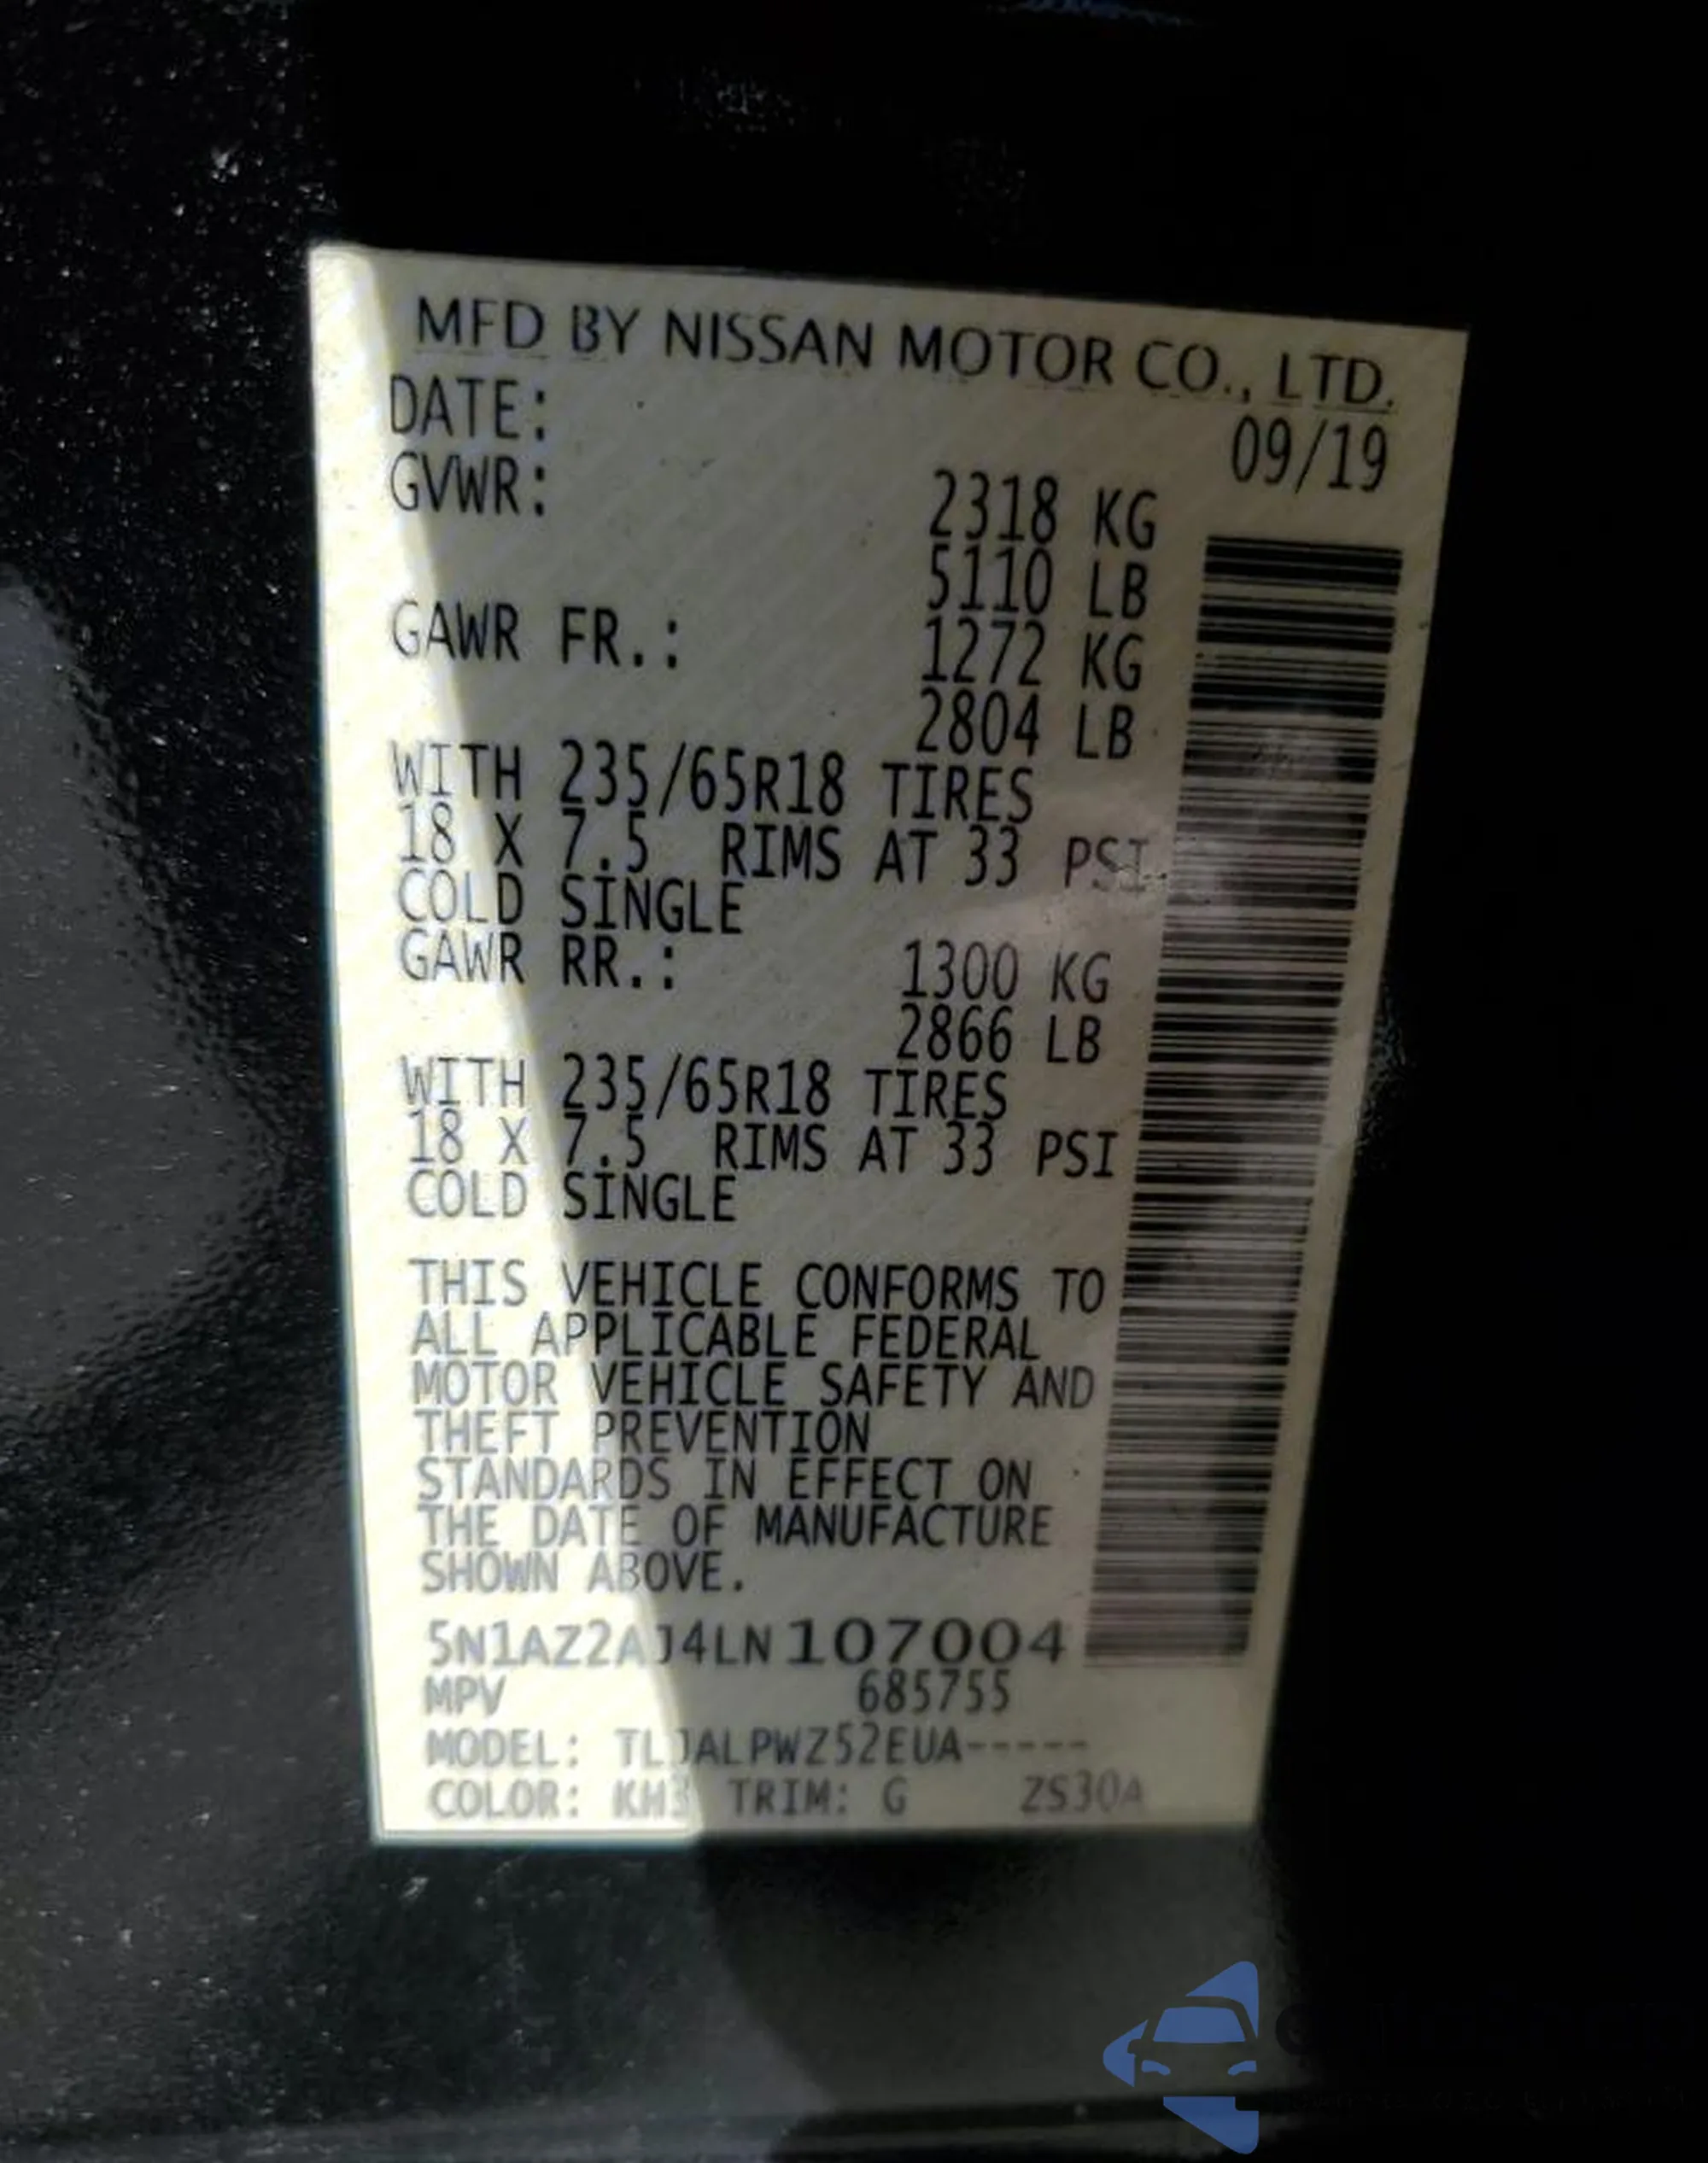 MFD BY NISSAN MOTOR CO., LTD.
DATE: 09/19
GVWR: 2318 KG
5110 LB
GAWR FR.: 1272 KG
2804 LB
WITH 235/65R18 TIRES
18 X 7.5 RIMS AT 33 PSI
COLD SINGLE
GAWR RR.: 1300 KG
2866 LB
WITH 235/65R18 TIRES
18 X 7.5 RIMS AT 33 PSI
COLD SINGLE
THIS VEHICLE CONFORMS TO
ALL APPLICABLE FEDERAL
MOTOR VEHICLE SAFETY AND
THEFT PREVENTION
STANDARDS IN EFFECT ON
THE DATE OF MANUFACTURE
SHOWN ABOVE.
5N1AZ2AJ4LN107004
MPV 685755
MODEL: TLJALPWZ52EUA-----
COLOR: KH3 TRIM: G ZS30A